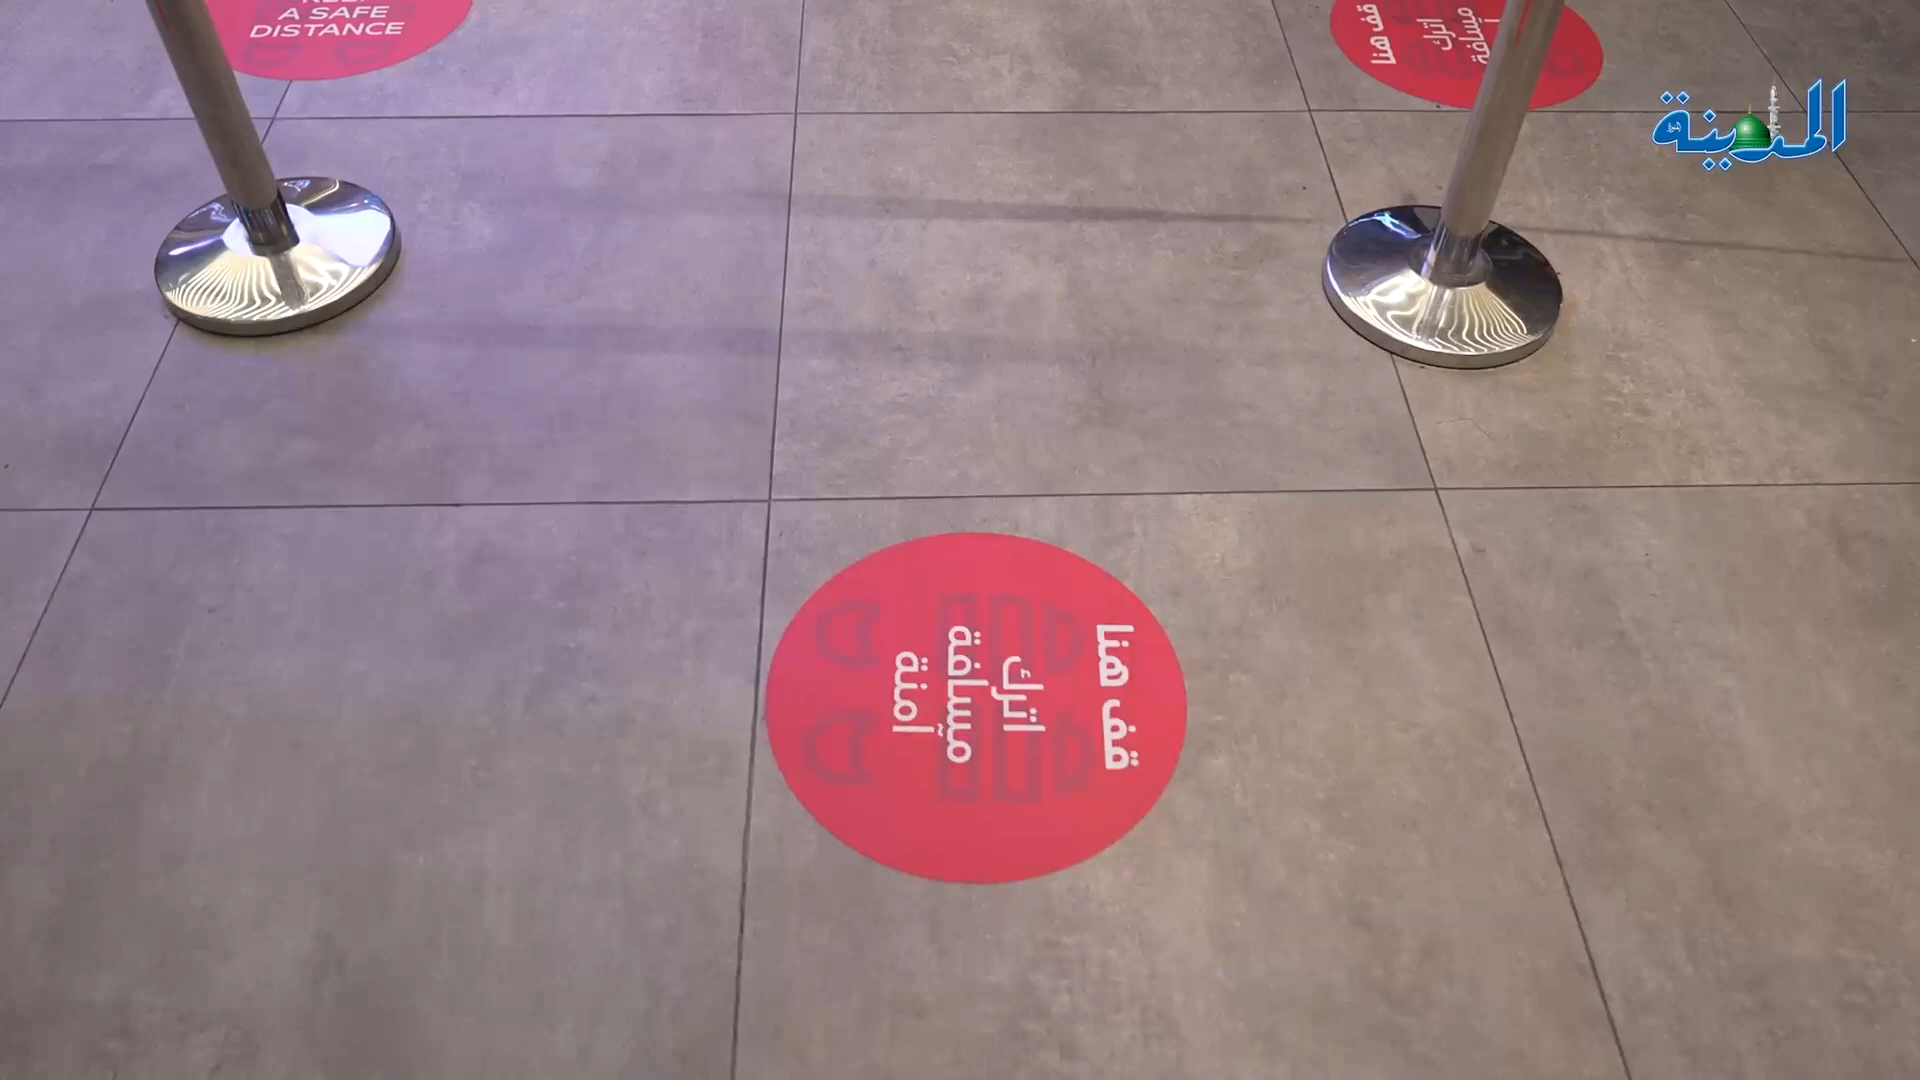 A SAFE
DISTANCE
قف هنا
اترك
مسافة
المدينة
قف هنا
اترك
مسافة
آمنة